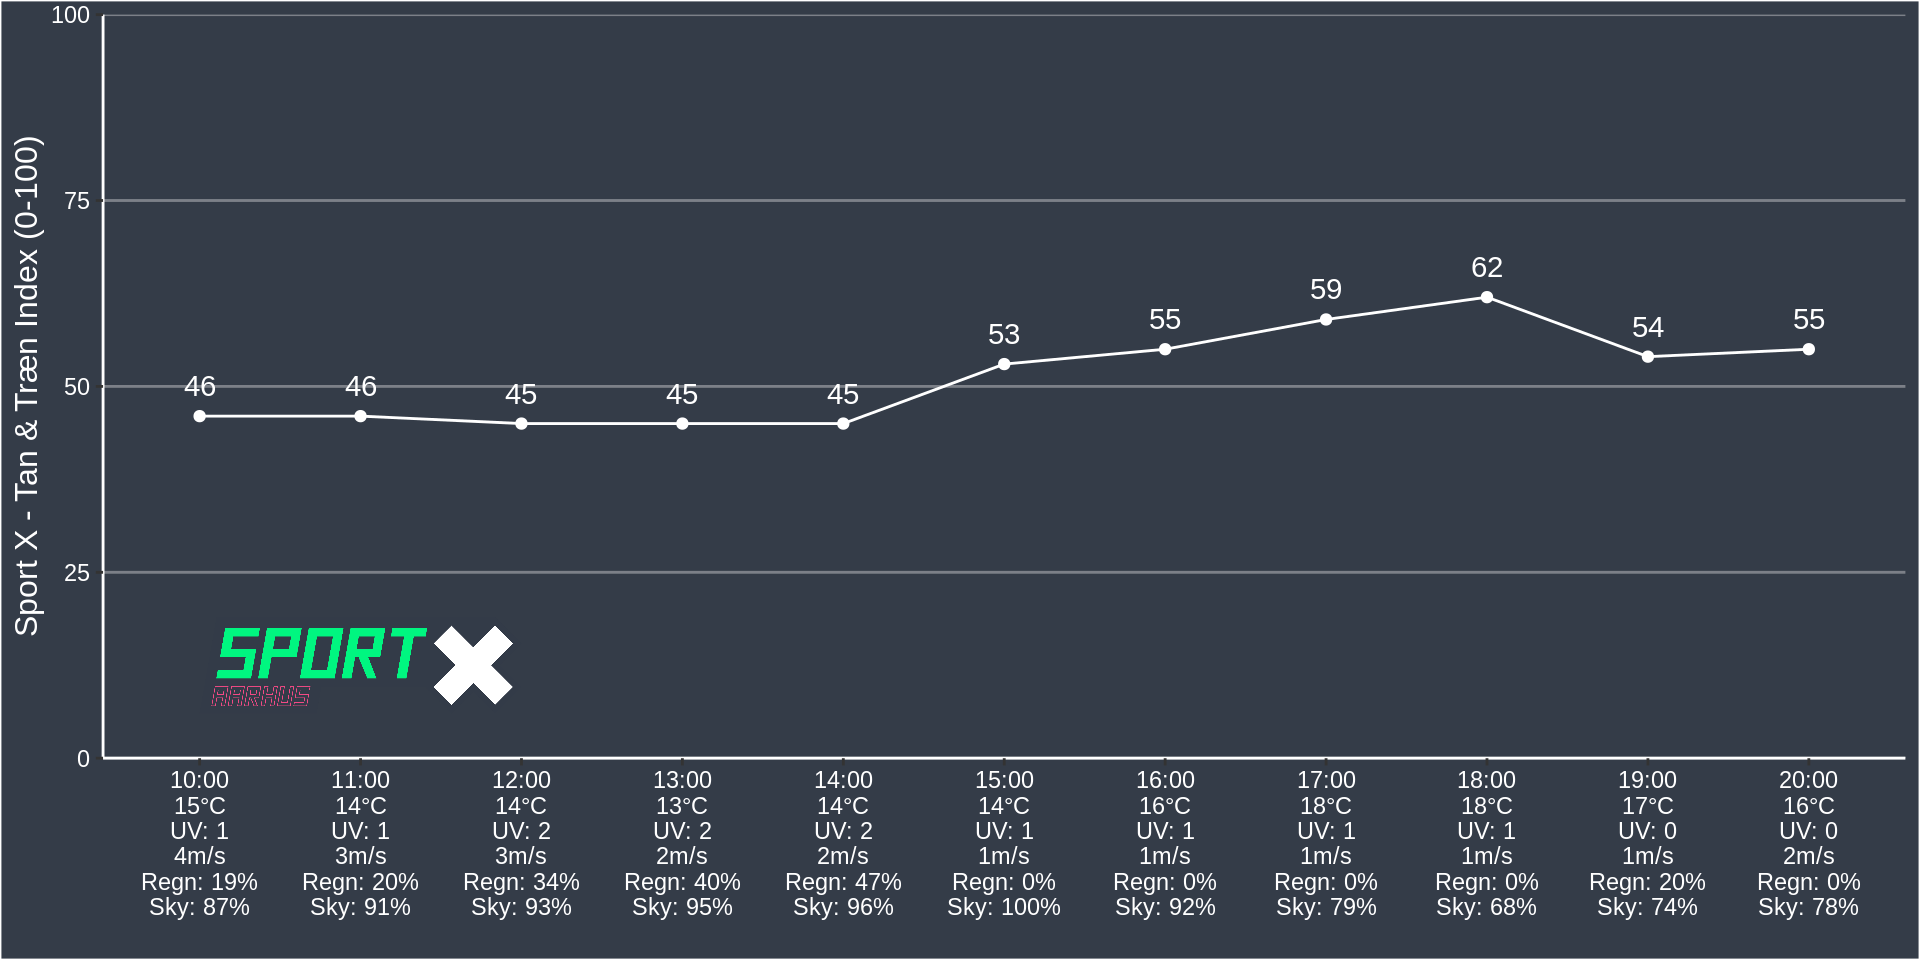 Sport X - Tan & Træn Index (0-100)
100
75
50
25
0
46 46 45 45 45 53 55 59 62 54 55
SPORT X
AARHUS
10:00 11:00 12:00 13:00 14:00 15:00 16:00 17:00 18:00 19:00 20:00
15°C 14°C 14°C 13°C 14°C 14°C 16°C 18°C 18°C 17°C 16°C
UV: 1 UV: 1 UV: 2 UV: 2 UV: 2 UV: 1 UV: 1 UV: 1 UV: 1 UV: 0 UV: 0
4m/s 3m/s 3m/s 2m/s 2m/s 1m/s 1m/s 1m/s 1m/s 1m/s 2m/s
Regn: 19% Regn: 20% Regn: 34% Regn: 40% Regn: 47% Regn: 0% Regn: 0% Regn: 0% Regn: 0% Regn: 20% Regn: 0%
Sky: 87% Sky: 91% Sky: 93% Sky: 95% Sky: 96% Sky: 100% Sky: 92% Sky: 79% Sky: 68% Sky: 74% Sky: 78%